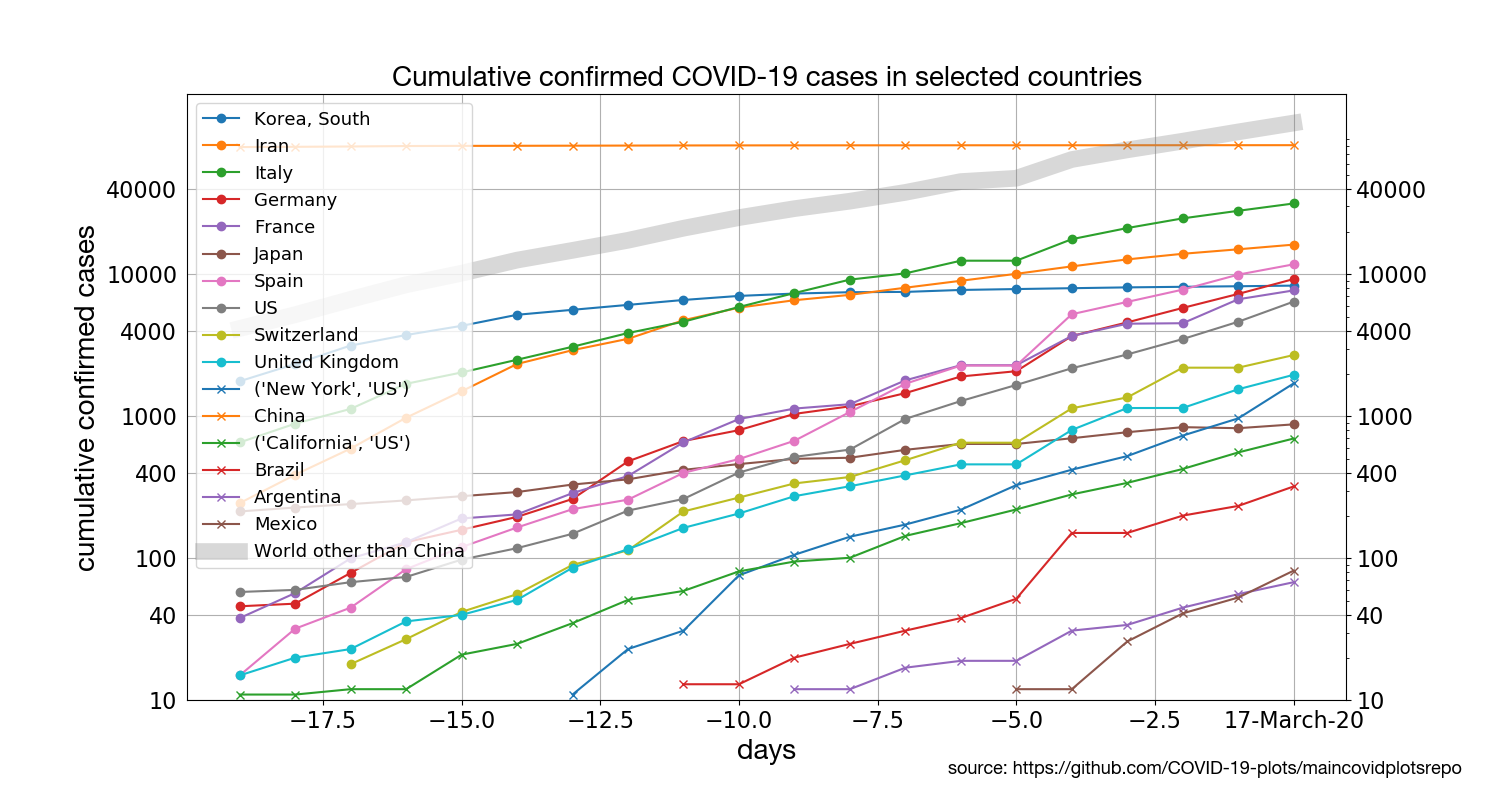 Cumulative confirmed COVID-19 cases in selected countries
Korea, South
Iran
Italy
Germany
France
Japan
Spain
US
Switzerland
United Kingdom
('New York', 'US')
China
('California', 'US')
Brazil
Argentina
Mexico
World other than China
cumulative confirmed cases
40000
10000
4000
1000
400
100
40
10
40000
10000
4000
1000
400
100
40
10
−17.5 −15.0 −12.5 −10.0 −7.5 −5.0 −2.5 17-March-20
days
source: https://github.com/COVID-19-plots/maincovidplotsrepo